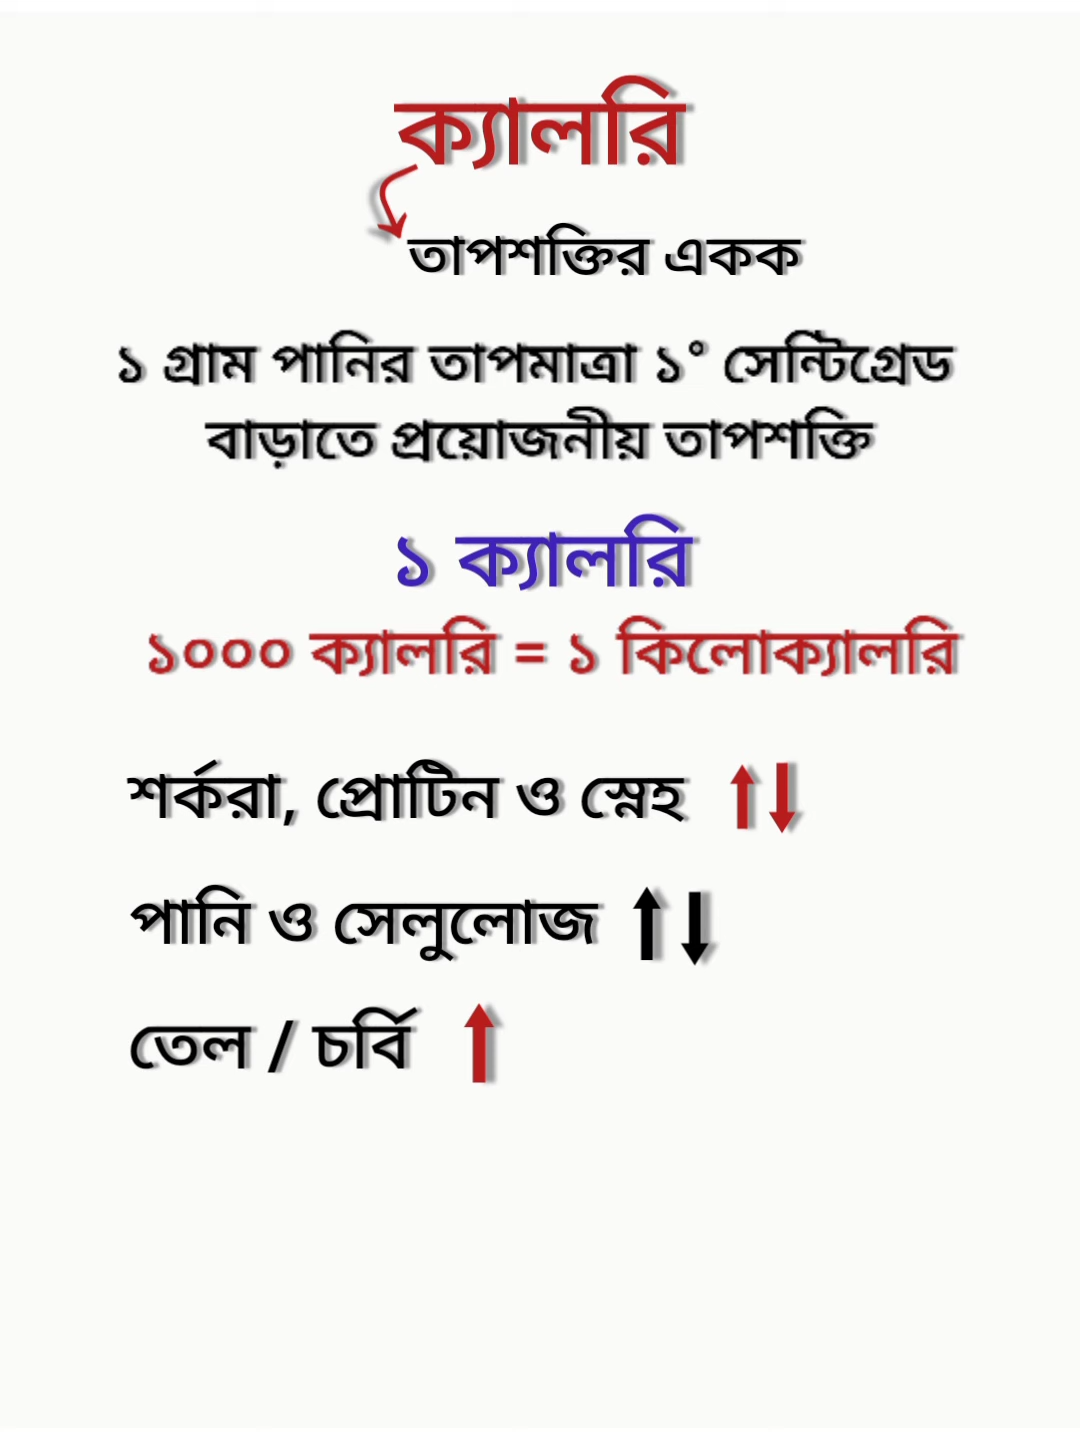 ক্যালরি
তাপশক্তির একক
১ গ্রাম পানির তাপমাত্রা ১° সেন্টিগ্রেড
বাড়াতে প্রয়োজনীয় তাপশক্তি
১ ক্যালরি
১০০০ ক্যালরি = ১ কিলোক্যালরি
শর্করা, প্রোটিন ও স্নেহ
পানি ও সেলুলোজ
তেল / চর্বি